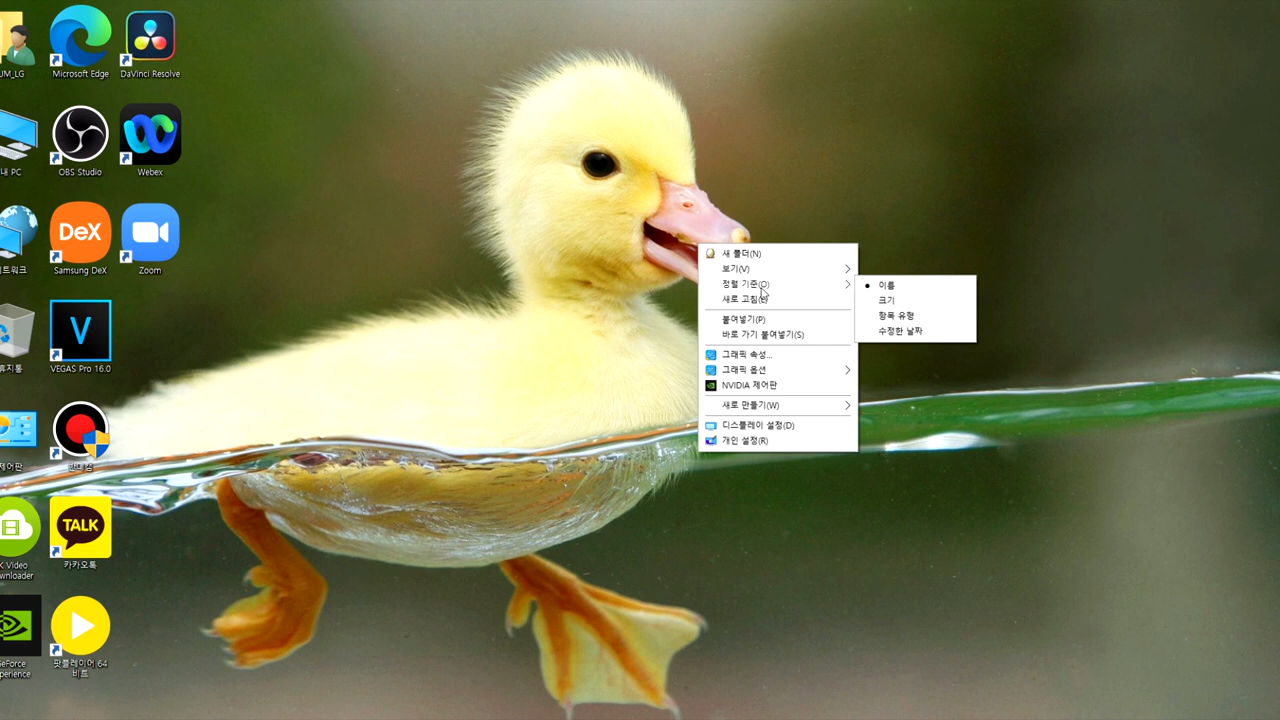 UM_LG
Microsoft Edge
DaVinci Resolve
내 PC
OBS Studio
Webex
트워크
DeX
Samsung DeX
Zoom
휴지통
V
VEGAS Pro 16.0
제어판
TALK
카카오톡
K Video
wnloader
GeForce
perience
팟플레이어 64
비트
새 폴더(N)
보기(V)
정렬 기준(O)
새로 고침(E)
붙여넣기(P)
바로 가기 붙여넣기(S)
그래픽 속성...
그래픽 옵션
NVIDIA 제어판
새로 만들기(W)
디스플레이 설정(D)
개인 설정(R)
이름
크기
항목 유형
수정한 날짜